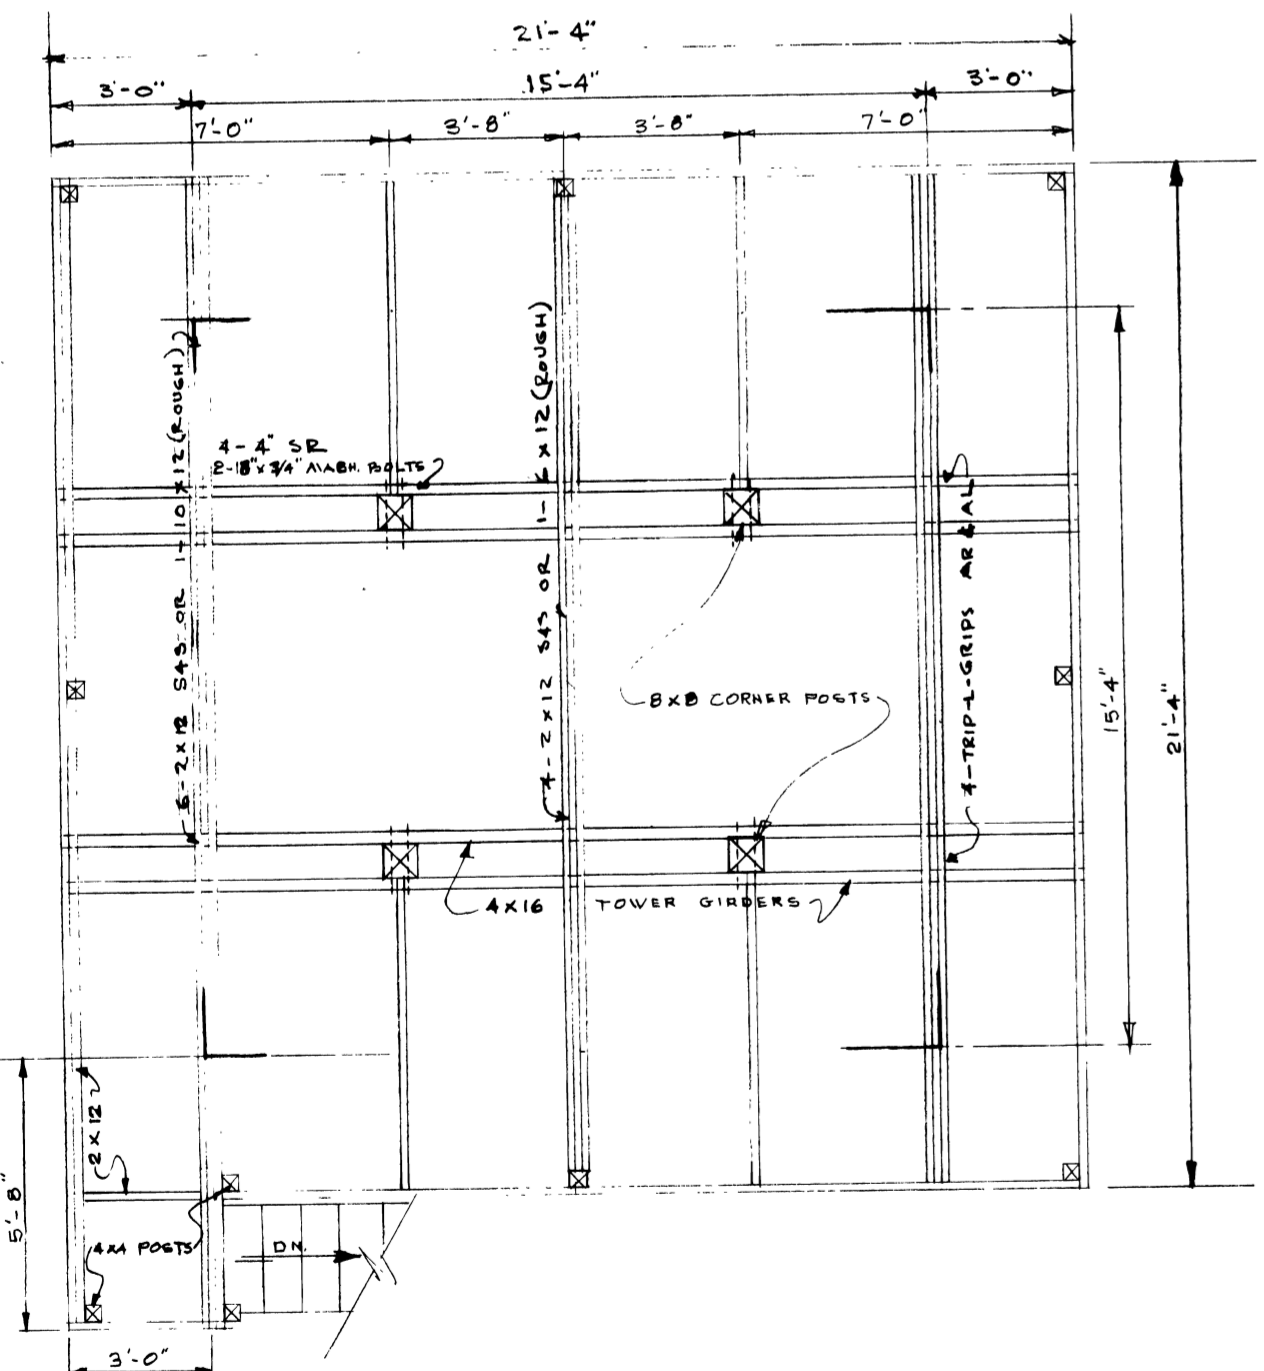 21'-4"
3'-0" 15'-4" 3'-0"
7'-0" 3'-8" 3'-8" 7'-0"
6-2x12 S4S OR 1-10x12 (ROUGH)
4-4" SR
2-18"x3/4" MACH. BOLTS
4-2x12 S4S OR 1-6x12 (ROUGH)
4-TRIP-L-GRIPS AR & AL
15'-4"
21'-4"
8x8 CORNER POSTS
4x16 TOWER GIRDERS
2x12
5'-8"
4x4 POSTS
DN.
3'-0"